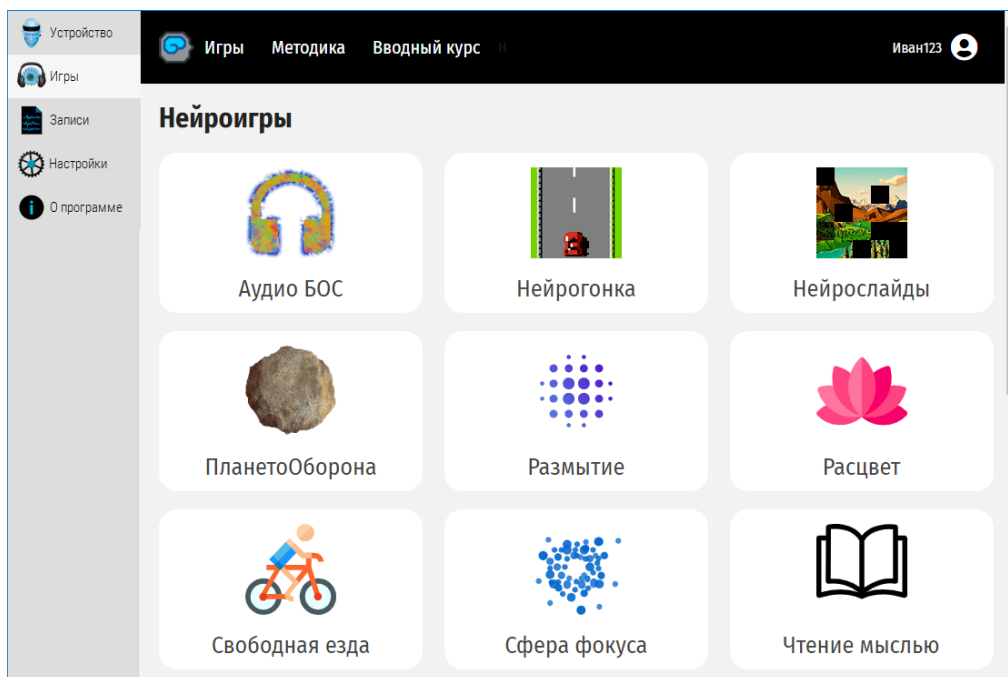 Устройство
Игры
Записи
Настройки
О программе
Игры Методика Вводный курс н
Иван123
Нейроигры
Аудио БОС
Нейрогонка
Нейрослайды
ПланетоОборона
Размытие
Расцвет
Свободная езда
Сфера фокуса
Чтение мыслью